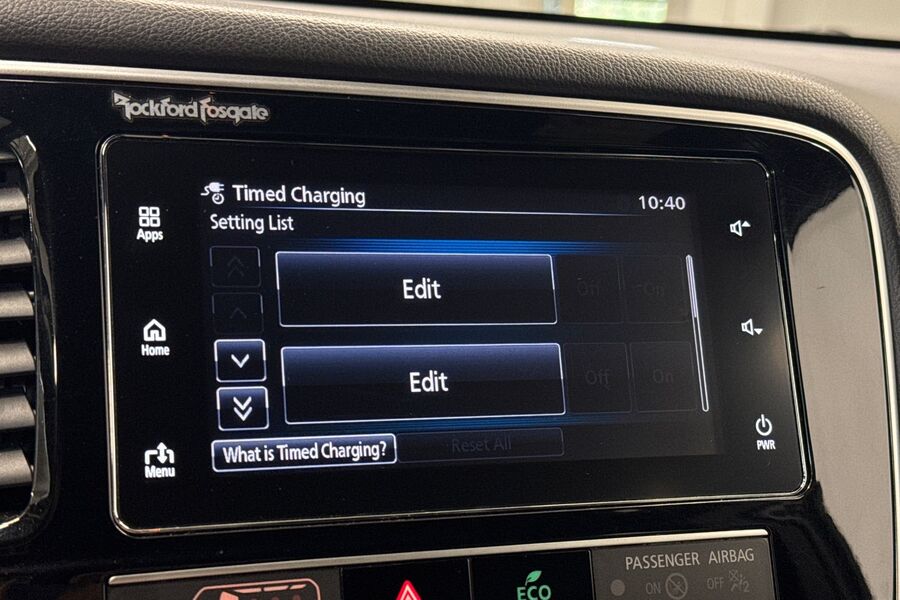 Rockford Fosgate
Timed Charging
10:40
Setting List
Apps
Edit
Off
On
Home
Edit
Off
On
What is Timed Charging?
Reset All
Menu
PWR
ECO
PASSENGER AIRBAG
ON
OFF
2